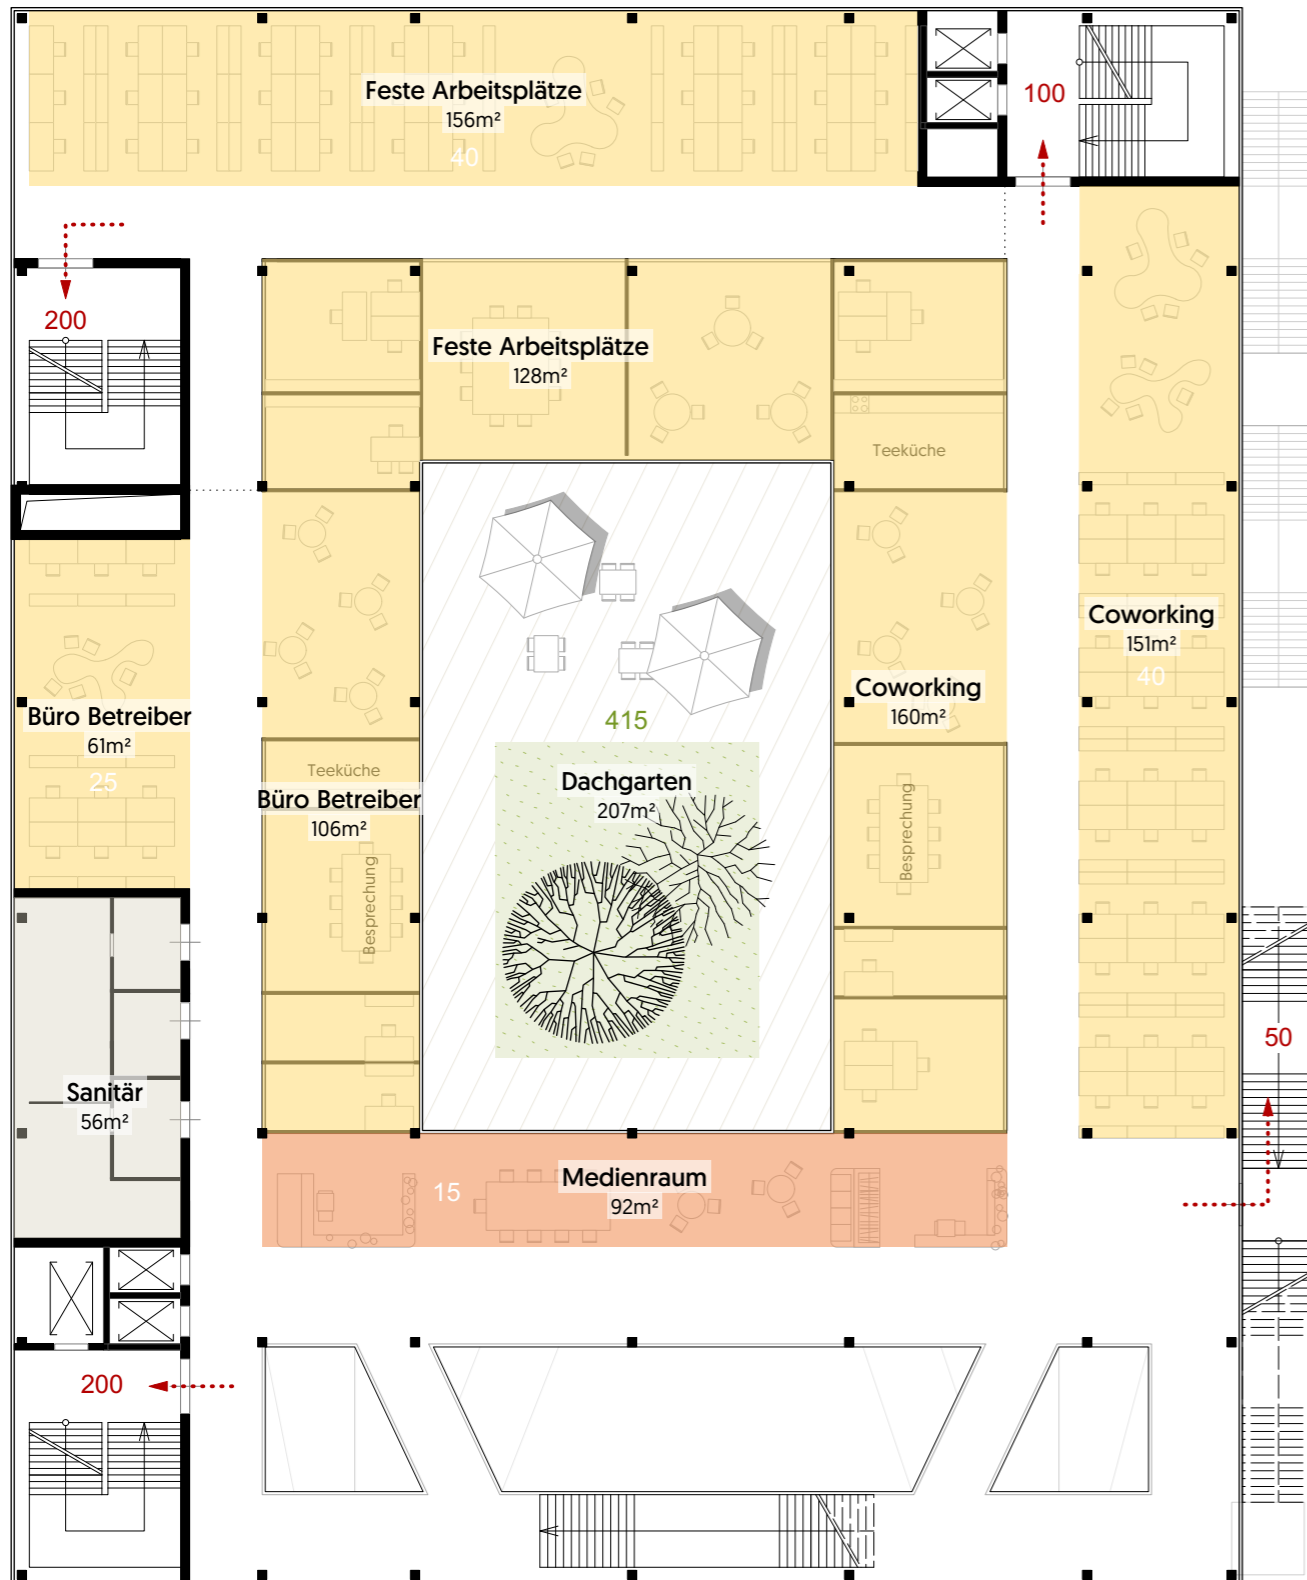 Feste Arbeitsplätze
156m²
40
100
200
Feste Arbeitsplätze
128m²
Teeküche
Coworking
151m²
40
Coworking
160m²
415
Büro Betreiber
61m²
25
Teeküche
Büro Betreiber
106m²
Besprechung
Dachgarten
207m²
Besprechung
50
Sanitär
56m²
Medienraum
92m²
15
200